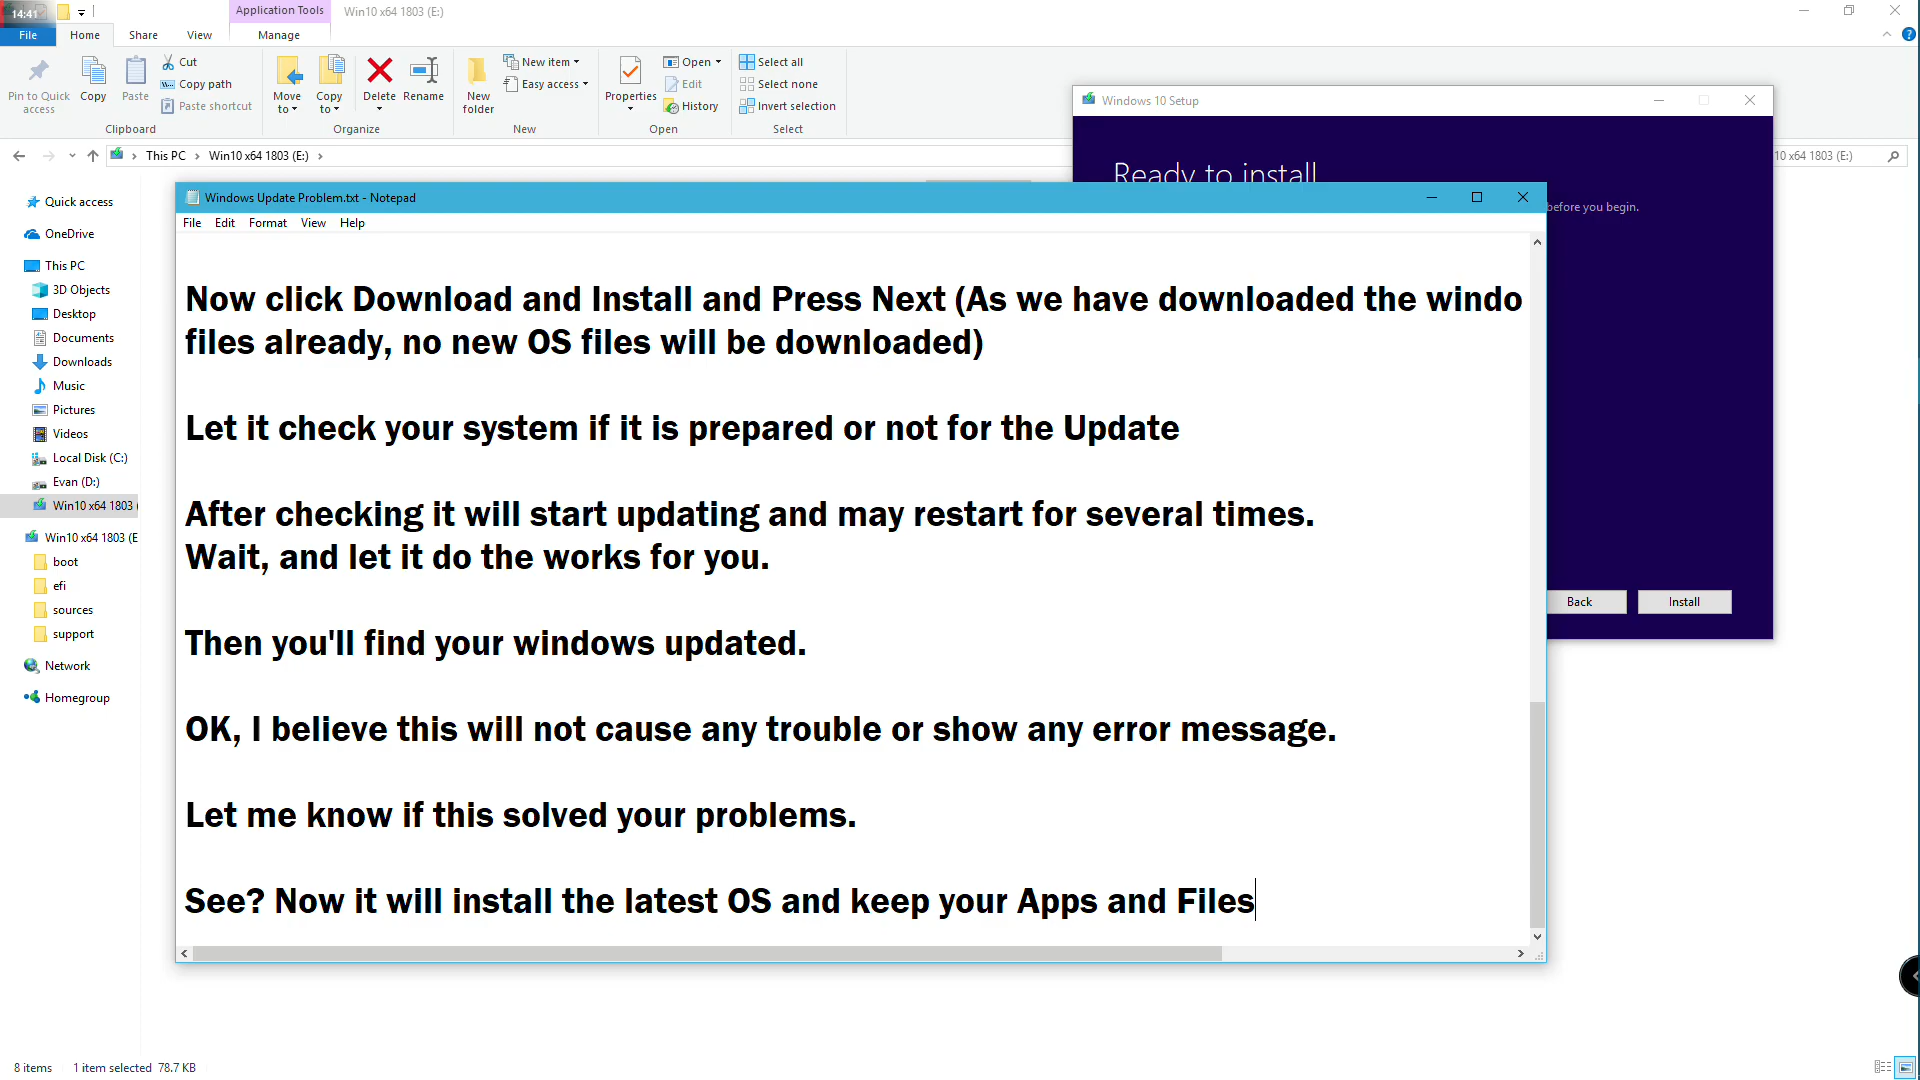 14:41
Application Tools
Win10 x64 1803 (E:)
File
Home
Share
View
Manage
Pin to Quick
access
Copy
Paste
Cut
Copy path
Paste shortcut
Clipboard
Move
to
Copy
to
Delete
Rename
Organize
New
folder
New item
Easy access
New
Properties
Open
Edit
History
Open
Select all
Select none
Invert selection
Select
This PC
Win10 x64 1803 (E:)
10 x64 1803 (E:)
Windows 10 Setup
Ready to install
before you begin.
Back
Install
Quick access
OneDrive
This PC
3D Objects
Desktop
Documents
Downloads
Music
Pictures
Videos
Local Disk (C:)
Evan (D:)
Win10 x64 1803 (
Win10 x64 1803 (E
boot
efi
sources
support
Network
Homegroup
Windows Update Problem.txt - Notepad
File Edit Format View Help
Now click Download and Install and Press Next (As we have downloaded the windo
files already, no new OS files will be downloaded)
Let it check your system if it is prepared or not for the Update
After checking it will start updating and may restart for several times.
Wait, and let it do the works for you.
Then you'll find your windows updated.
OK, I believe this will not cause any trouble or show any error message.
Let me know if this solved your problems.
See? Now it will install the latest OS and keep your Apps and Files
8 items 1 item selected 78.7 KB